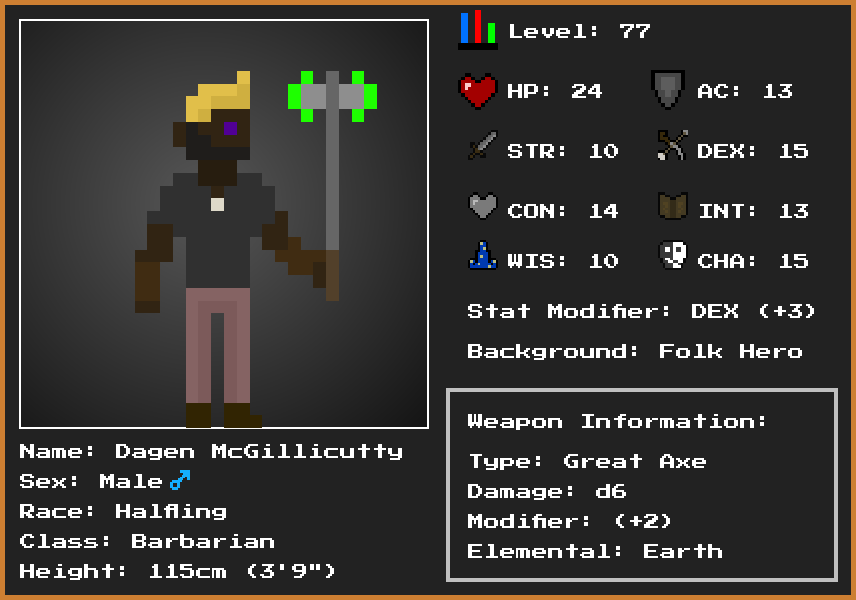 Level: 77
HP: 24 AC: 13
STR: 10 DEX: 15
CON: 14 INT: 13
WIS: 10 CHA: 15
Stat Modifier: DEX (+3)
Background: Folk Hero
Weapon Information:
Type: Great Axe
Damage: d6
Modifier: (+2)
Elemental: Earth
Name: Dagen McGillicutty
Sex: Male ♂
Race: Halfling
Class: Barbarian
Height: 115cm (3'9")